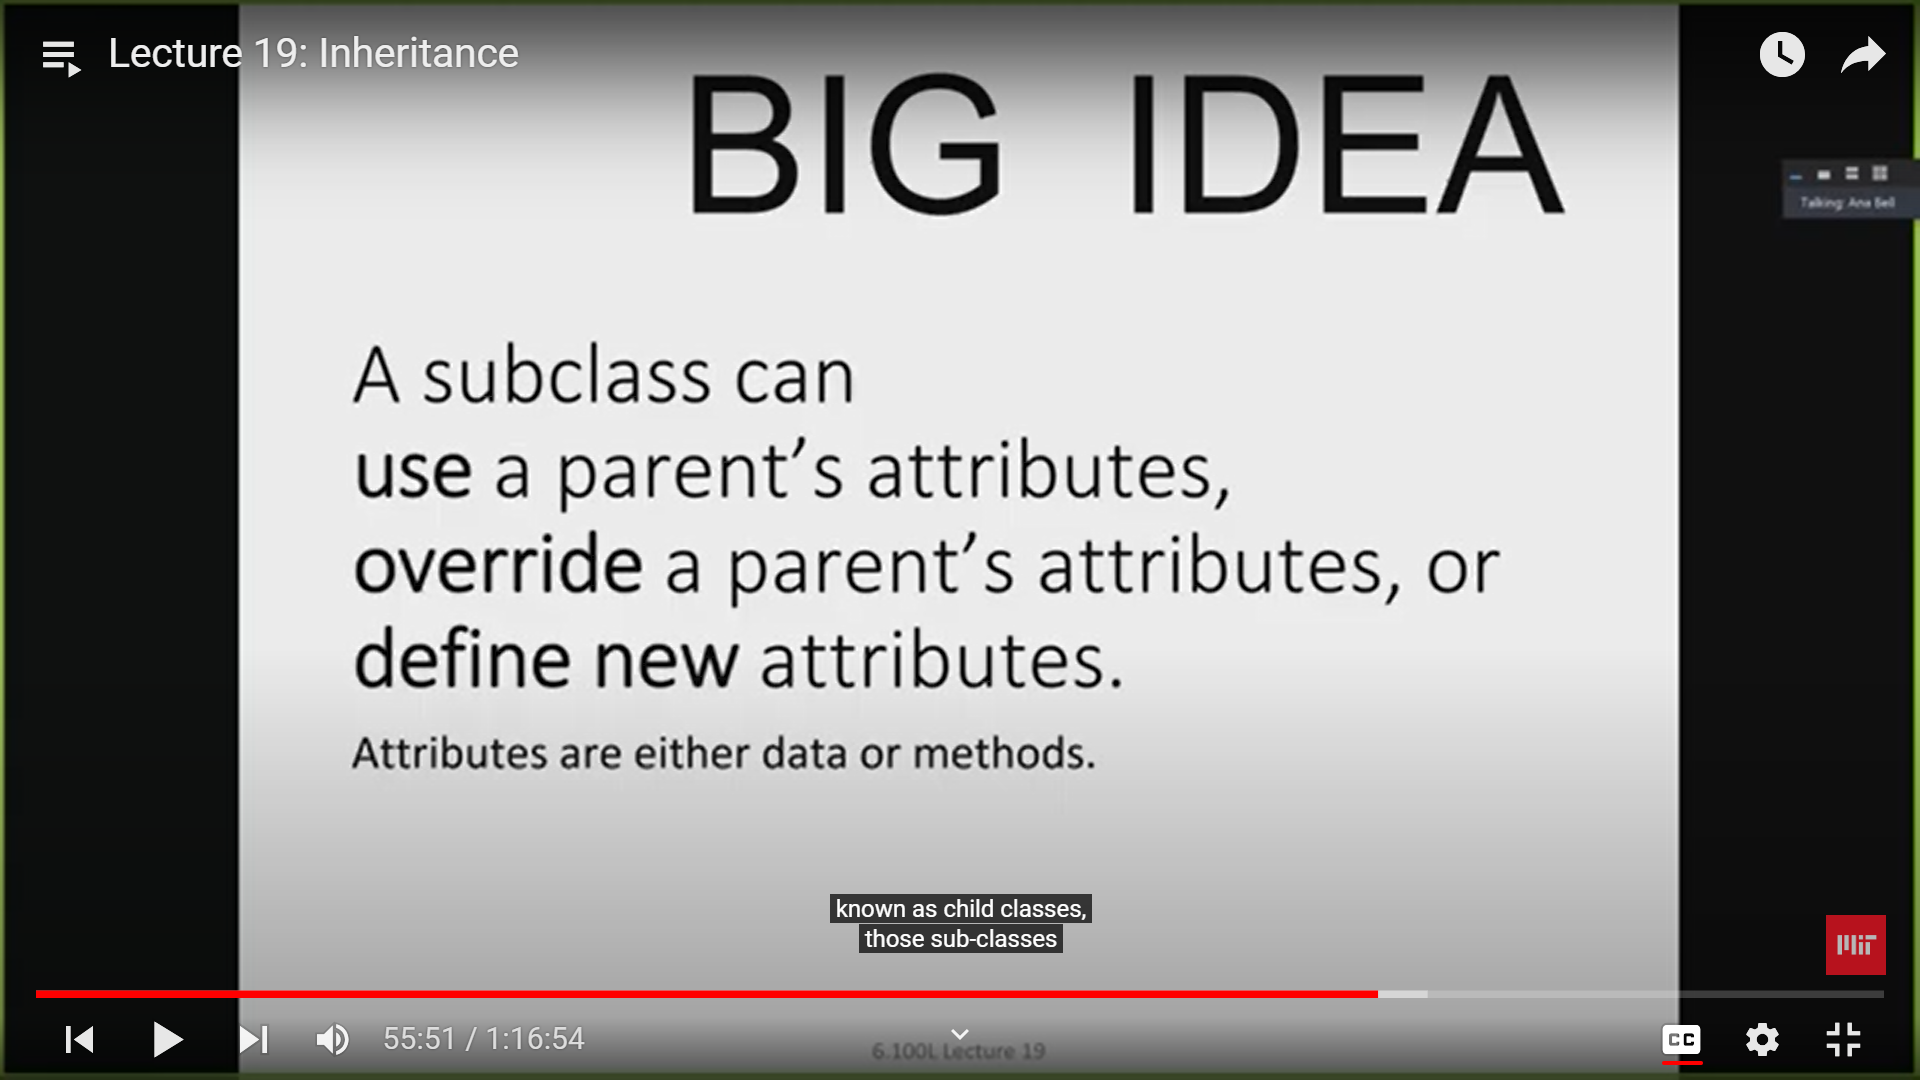 Lecture 19: Inheritance
BIG IDEA
Talking: Ana Bell
A subclass can
use a parent’s attributes,
override a parent’s attributes, or
define new attributes.
Attributes are either data or methods.
known as child classes,
those sub-classes
MIT
55:51 / 1:16:54
6.100L Lecture 19
CC